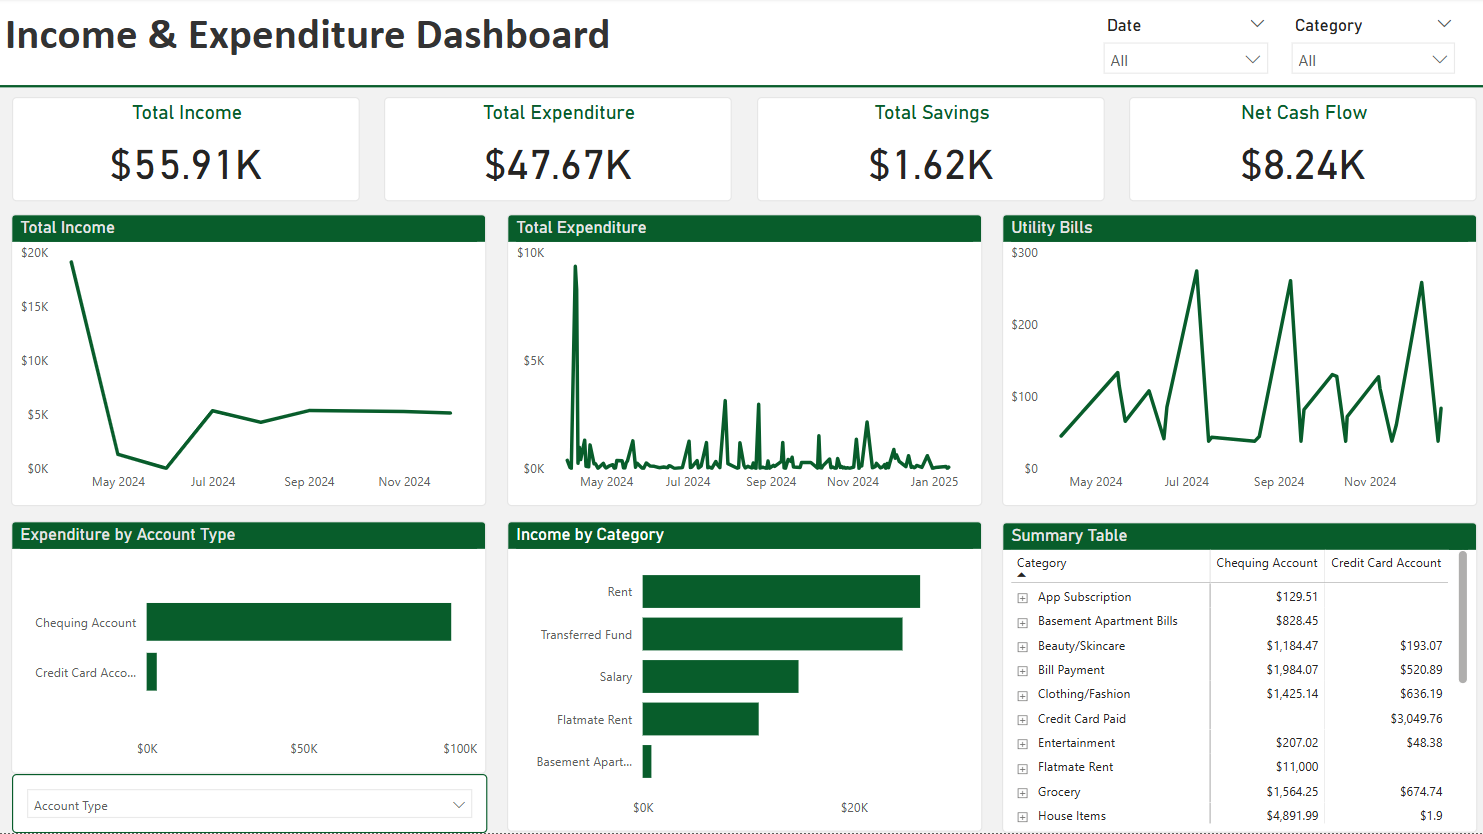 Income & Expenditure Dashboard
Date
Category
All
All
Total Income
$55.91K
Total Expenditure
$47.67K
Total Savings
$1.62K
Net Cash Flow
$8.24K
Total Income
$20K
$15K
$10K
$5K
$0K
May 2024 Jul 2024 Sep 2024 Nov 2024
Total Expenditure
$10K
$5K
$0K
May 2024 Jul 2024 Sep 2024 Nov 2024 Jan 2025
Utility Bills
$300
$200
$100
$0
May 2024 Jul 2024 Sep 2024 Nov 2024
Expenditure by Account Type
Chequing Account
Credit Card Acco...
$0K $50K $100K
Account Type
Income by Category
Rent
Transferred Fund
Salary
Flatmate Rent
Basement Apart...
$0K $20K
Summary Table
Category Chequing Account Credit Card Account
App Subscription $129.51
Basement Apartment Bills $828.45
Beauty/Skincare $1,184.47 $193.07
Bill Payment $1,984.07 $520.89
Clothing/Fashion $1,425.14 $636.19
Credit Card Paid $3,049.76
Entertainment $207.02 $48.38
Flatmate Rent $11,000
Grocery $1,564.25 $674.74
House Items $4,891.99 $1.9